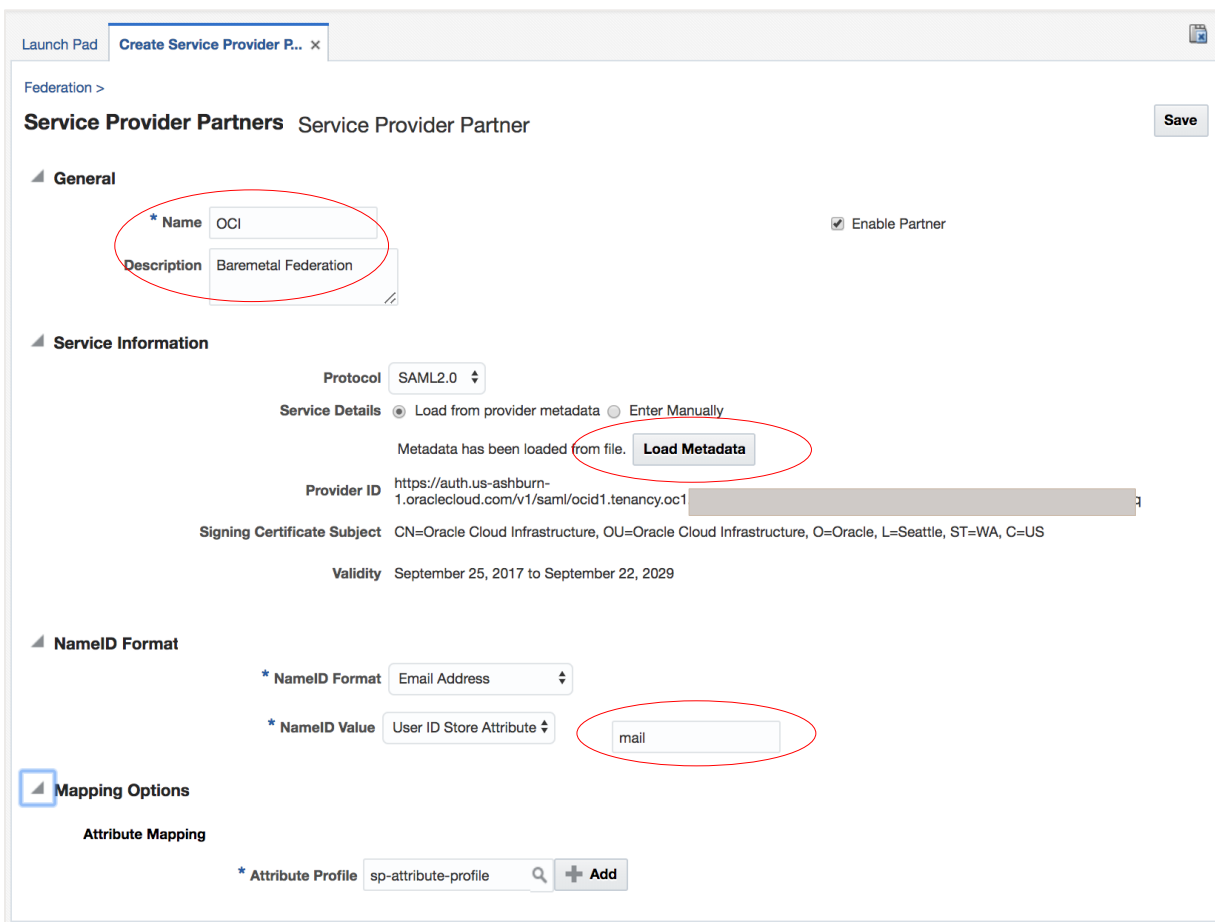 Launch Pad Create Service Provider P... ×
Federation >
Service Provider Partners Service Provider Partner Save
General
* Name OCI Enable Partner
Description Baremetal Federation
Service Information
Protocol SAML2.0
Service Details Load from provider metadata Enter Manually
Metadata has been loaded from file. Load Metadata
Provider ID https://auth.us-ashburn-
1.oraclecloud.com/v1/saml/ocid1.tenancy.oc1 q
Signing Certificate Subject CN=Oracle Cloud Infrastructure, OU=Oracle Cloud Infrastructure, O=Oracle, L=Seattle, ST=WA, C=US
Validity September 25, 2017 to September 22, 2029
NameID Format
* NameID Format Email Address
* NameID Value User ID Store Attribute mail
Mapping Options
Attribute Mapping
* Attribute Profile sp-attribute-profile Add